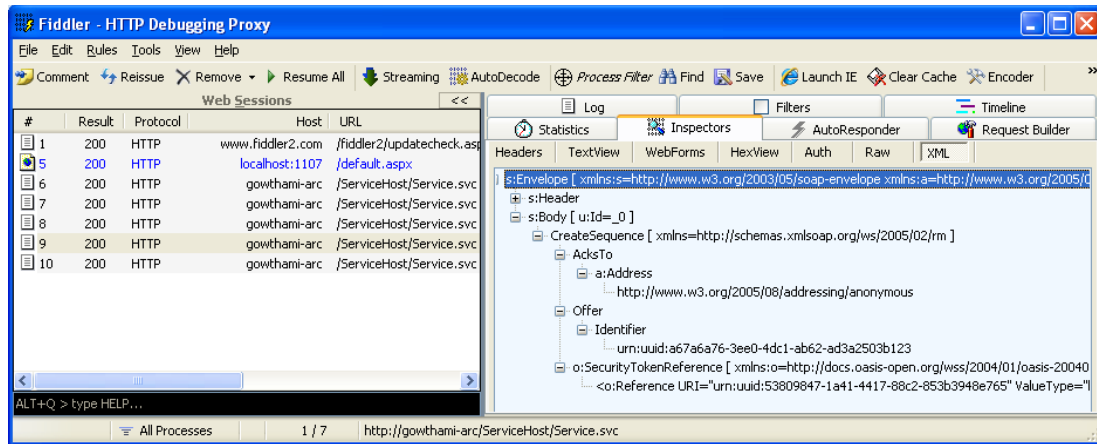 Fiddler - HTTP Debugging Proxy
File Edit Rules Tools View Help
Comment Reissue Remove Resume All Streaming AutoDecode Process Filter Find Save Launch IE Clear Cache Encoder »
Web Sessions <<
# Result Protocol Host URL
1 200 HTTP www.fiddler2.com /fiddler2/updatecheck.asp
5 200 HTTP localhost:1107 /default.aspx
6 200 HTTP gowthami-arc /ServiceHost/Service.svc
7 200 HTTP gowthami-arc /ServiceHost/Service.svc
8 200 HTTP gowthami-arc /ServiceHost/Service.svc
9 200 HTTP gowthami-arc /ServiceHost/Service.svc
10 200 HTTP gowthami-arc /ServiceHost/Service.svc
ALT+Q > type HELP...
Log Filters Timeline
Statistics Inspectors AutoResponder Request Builder
Headers TextView WebForms HexView Auth Raw XML
s:Envelope [ xmlns:s=http://www.w3.org/2003/05/soap-envelope xmlns:a=http://www.w3.org/2005/0
s:Header
s:Body [ u:Id=_0 ]
CreateSequence [ xmlns=http://schemas.xmlsoap.org/ws/2005/02/rm ]
AcksTo
a:Address
http://www.w3.org/2005/08/addressing/anonymous
Offer
Identifier
urn:uuid:a67a6a76-3ee0-4dc1-ab62-ad3a2503b123
o:SecurityTokenReference [ xmlns:o=http://docs.oasis-open.org/wss/2004/01/oasis-20040
<o:Reference URI="urn:uuid:53809847-1a41-4417-88c2-853b3948e765" ValueType="
All Processes 1 / 7 http://gowthami-arc/ServiceHost/Service.svc